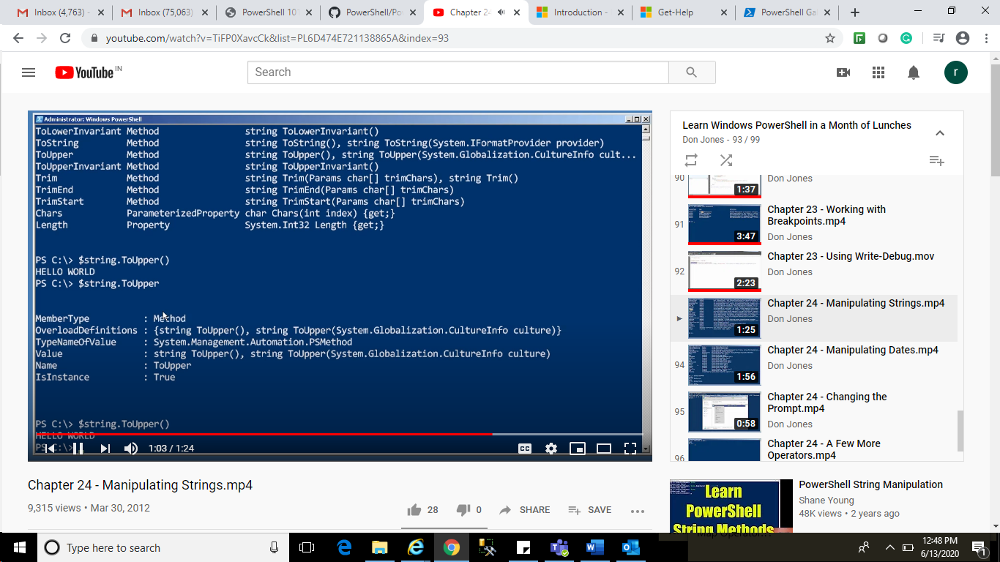 Inbox (4,763) -
Inbox (75,063)
PowerShell 101
PowerShell/Po
Chapter 24
Introduction -
Get-Help
PowerShell Ga
youtube.com/watch?v=TiFP0XavcCk&list=PL6D474E721138865A&index=93
YouTube IN
Search
r
Administrator: Windows PowerShell
ToLowerInvariant Method string ToLowerInvariant()
ToString Method string ToString(), string ToString(System.IFormatProvider provider)
ToUpper Method string ToUpper(), string ToUpper(System.Globalization.CultureInfo cult...
ToUpperInvariant Method string ToUpperInvariant()
Trim Method string Trim(Params char[] trimChars), string Trim()
TrimEnd Method string TrimEnd(Params char[] trimChars)
TrimStart Method string TrimStart(Params char[] trimChars)
Chars ParameterizedProperty char Chars(int index) {get;}
Length Property System.Int32 Length {get;}
PS C:\> $string.ToUpper()
HELLO WORLD
PS C:\> $string.ToUpper
MemberType : Method
OverloadDefinitions : {string ToUpper(), string ToUpper(System.Globalization.CultureInfo culture)}
TypeNameOfValue : System.Management.Automation.PSMethod
Value : string ToUpper(), string ToUpper(System.Globalization.CultureInfo culture)
Name : ToUpper
IsInstance : True
PS C:\> $string.ToUpper()
HELLO WORLD
PS C:\>
1:03 / 1:24
CC
Chapter 24 - Manipulating Strings.mp4
9,315 views • Mar 30, 2012
28
0
SHARE
SAVE
Learn Windows PowerShell in a Month of Lunches
Don Jones - 93 / 99
90
1:37
Don Jones
91
3:47
Chapter 23 - Working with
Breakpoints.mp4
Don Jones
92
2:23
Chapter 23 - Using Write-Debug.mov
Don Jones
1:25
Chapter 24 - Manipulating Strings.mp4
Don Jones
94
1:56
Chapter 24 - Manipulating Dates.mp4
Don Jones
95
0:58
Chapter 24 - Changing the
Prompt.mp4
Don Jones
96
Chapter 24 - A Few More
Operators.mp4
Learn
PowerShell
String Methods
PowerShell String Manipulation
Shane Young
48K views • 2 years ago
Type here to search
12:48 PM
6/13/2020
1